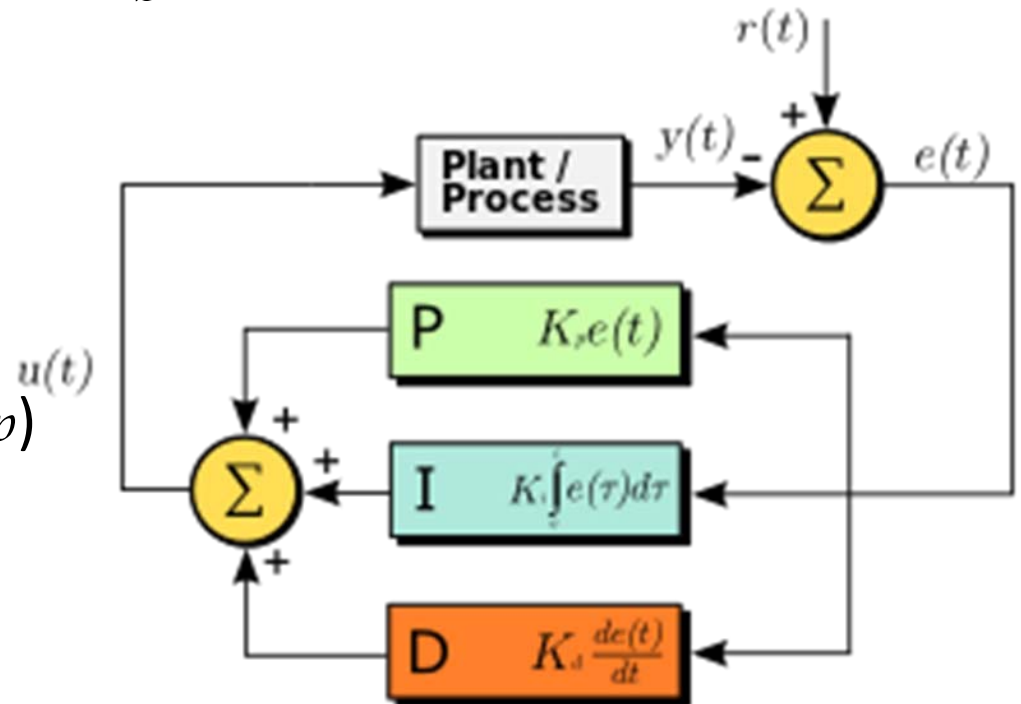 r(t)
+
y(t)
-
Σ
e(t)
Plant /
Process
P K_p e(t)
u(t)
+
p)
+
Σ
I K_i ∫ e(τ)dτ
+
D K_d de(t)/dt